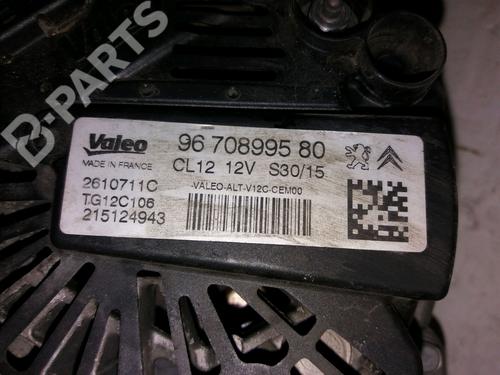 B-PARTS
Valeo
96 708995 80
MADE IN FRANCE
CL12 12V S30/15
2610711C
-VALEO-ALT-V12C-CEM00
TG12C106
215124943